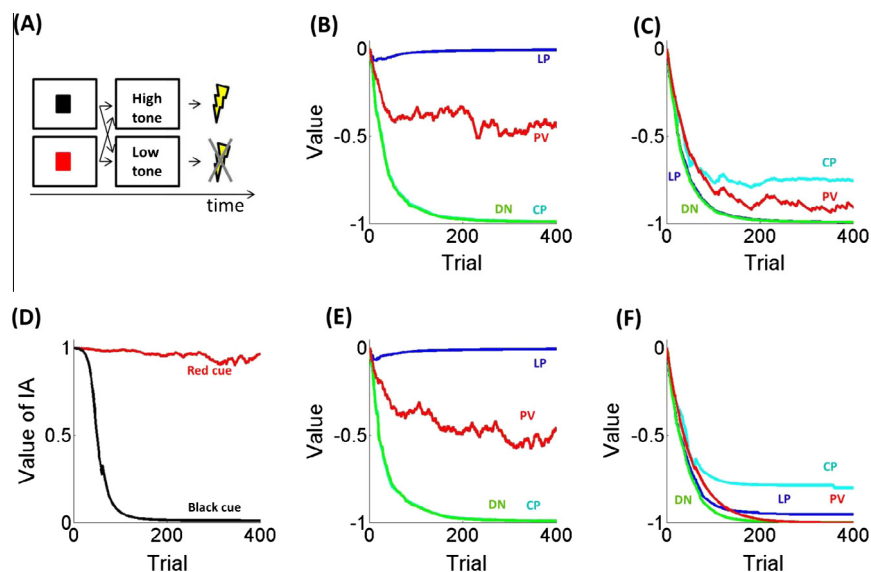 (A)
High
tone
Low
tone
time
(B)
Value
0
-0.5
-1
LP
PV
DN
CP
0
200
400
Trial
(C)
0
-0.5
-1
CP
LP
PV
DN
0
200
400
Trial
(D)
Value of IA
1
0.5
0
Red cue
Black cue
0
200
400
Trial
(E)
Value
0
-0.5
-1
LP
PV
DN
CP
0
200
400
Trial
(F)
Value
0
-0.5
-1
CP
DN
LP
PV
0
200
400
Trial